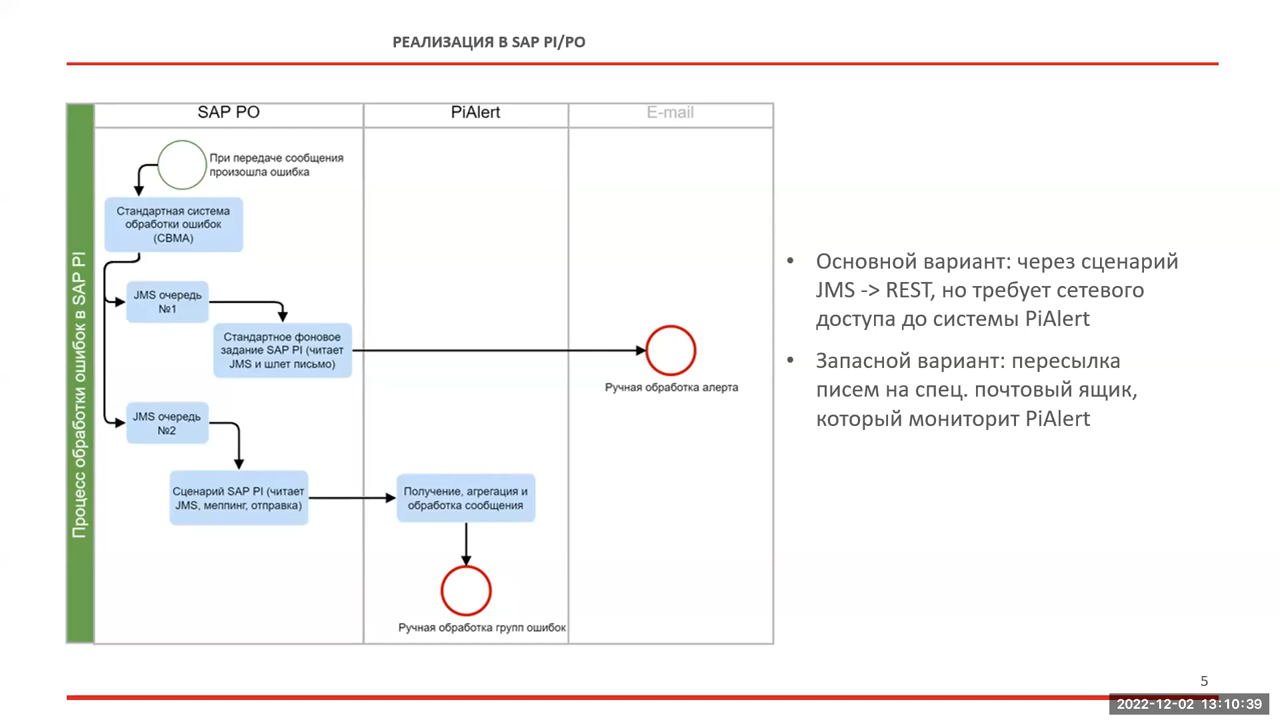 РЕАЛИЗАЦИЯ В SAP PI/PO
SAP PO
PiAlert
E-mail
Процесс обработки ошибок в SAP PI
При передаче сообщения
произошла ошибка
Стандартная система
обработки ошибок
(CBMA)
JMS очередь
№1
Стандартное фоновое
задание SAP PI (читает
JMS и шлет письмо)
Ручная обработка алерта
JMS очередь
№2
Сценарий SAP PI (читает
JMS, меппинг, отправка)
Получение, агрегация и
обработка сообщения
Ручная обработка групп ошибок
• Основной вариант: через сценарий
JMS -> REST, но требует сетевого
доступа до системы PiAlert
• Запасной вариант: пересылка
писем на спец. почтовый ящик,
который мониторит PiAlert
5
2022-12-02 13:10:39